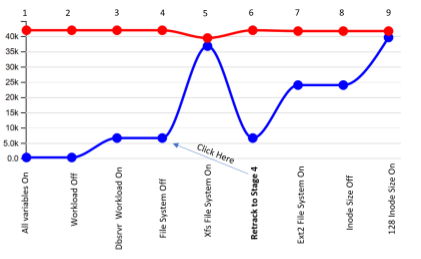 1 2 3 4 5 6 7 8 9
40k
35k
30k
25k
20k
15k
10k
5.0k
0.0
Click Here
All variables On
Workload Off
Dbsrvr Workload On
File System Off
Xfs File System On
Retrack to Stage 4
Ext2 File System On
Inode Size Off
128 Inode Size On